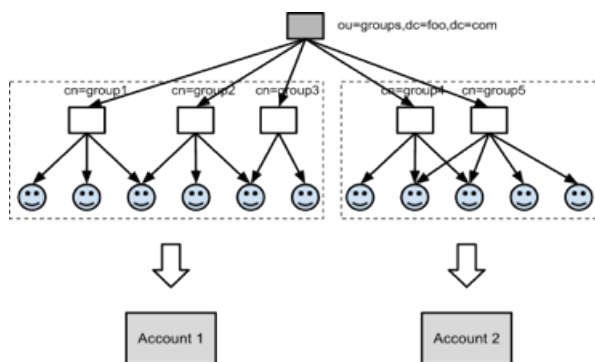 ou=groups,dc=foo,dc=com
cn=group1
cn=group2
cn=group3
cn=group4
cn=group5
Account 1
Account 2